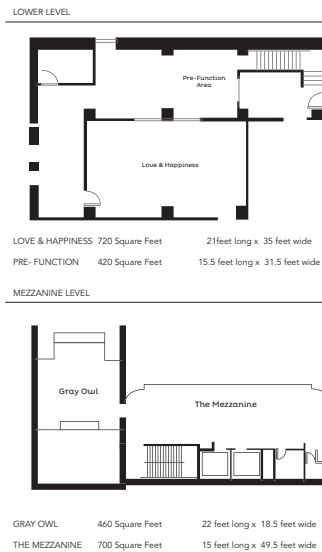 LOWER LEVEL
Pre-Function
Area
Love & Happiness
LOVE & HAPPINESS 720 Square Feet 21feet long x 35 feet wide
PRE- FUNCTION 420 Square Feet 15.5 feet long x 31.5 feet wide
MEZZANINE LEVEL
Gray Owl
The Mezzanine
GRAY OWL 460 Square Feet 22 feet long x 18.5 feet wide
THE MEZZANINE 700 Square Feet 15 feet long x 49.5 feet wide